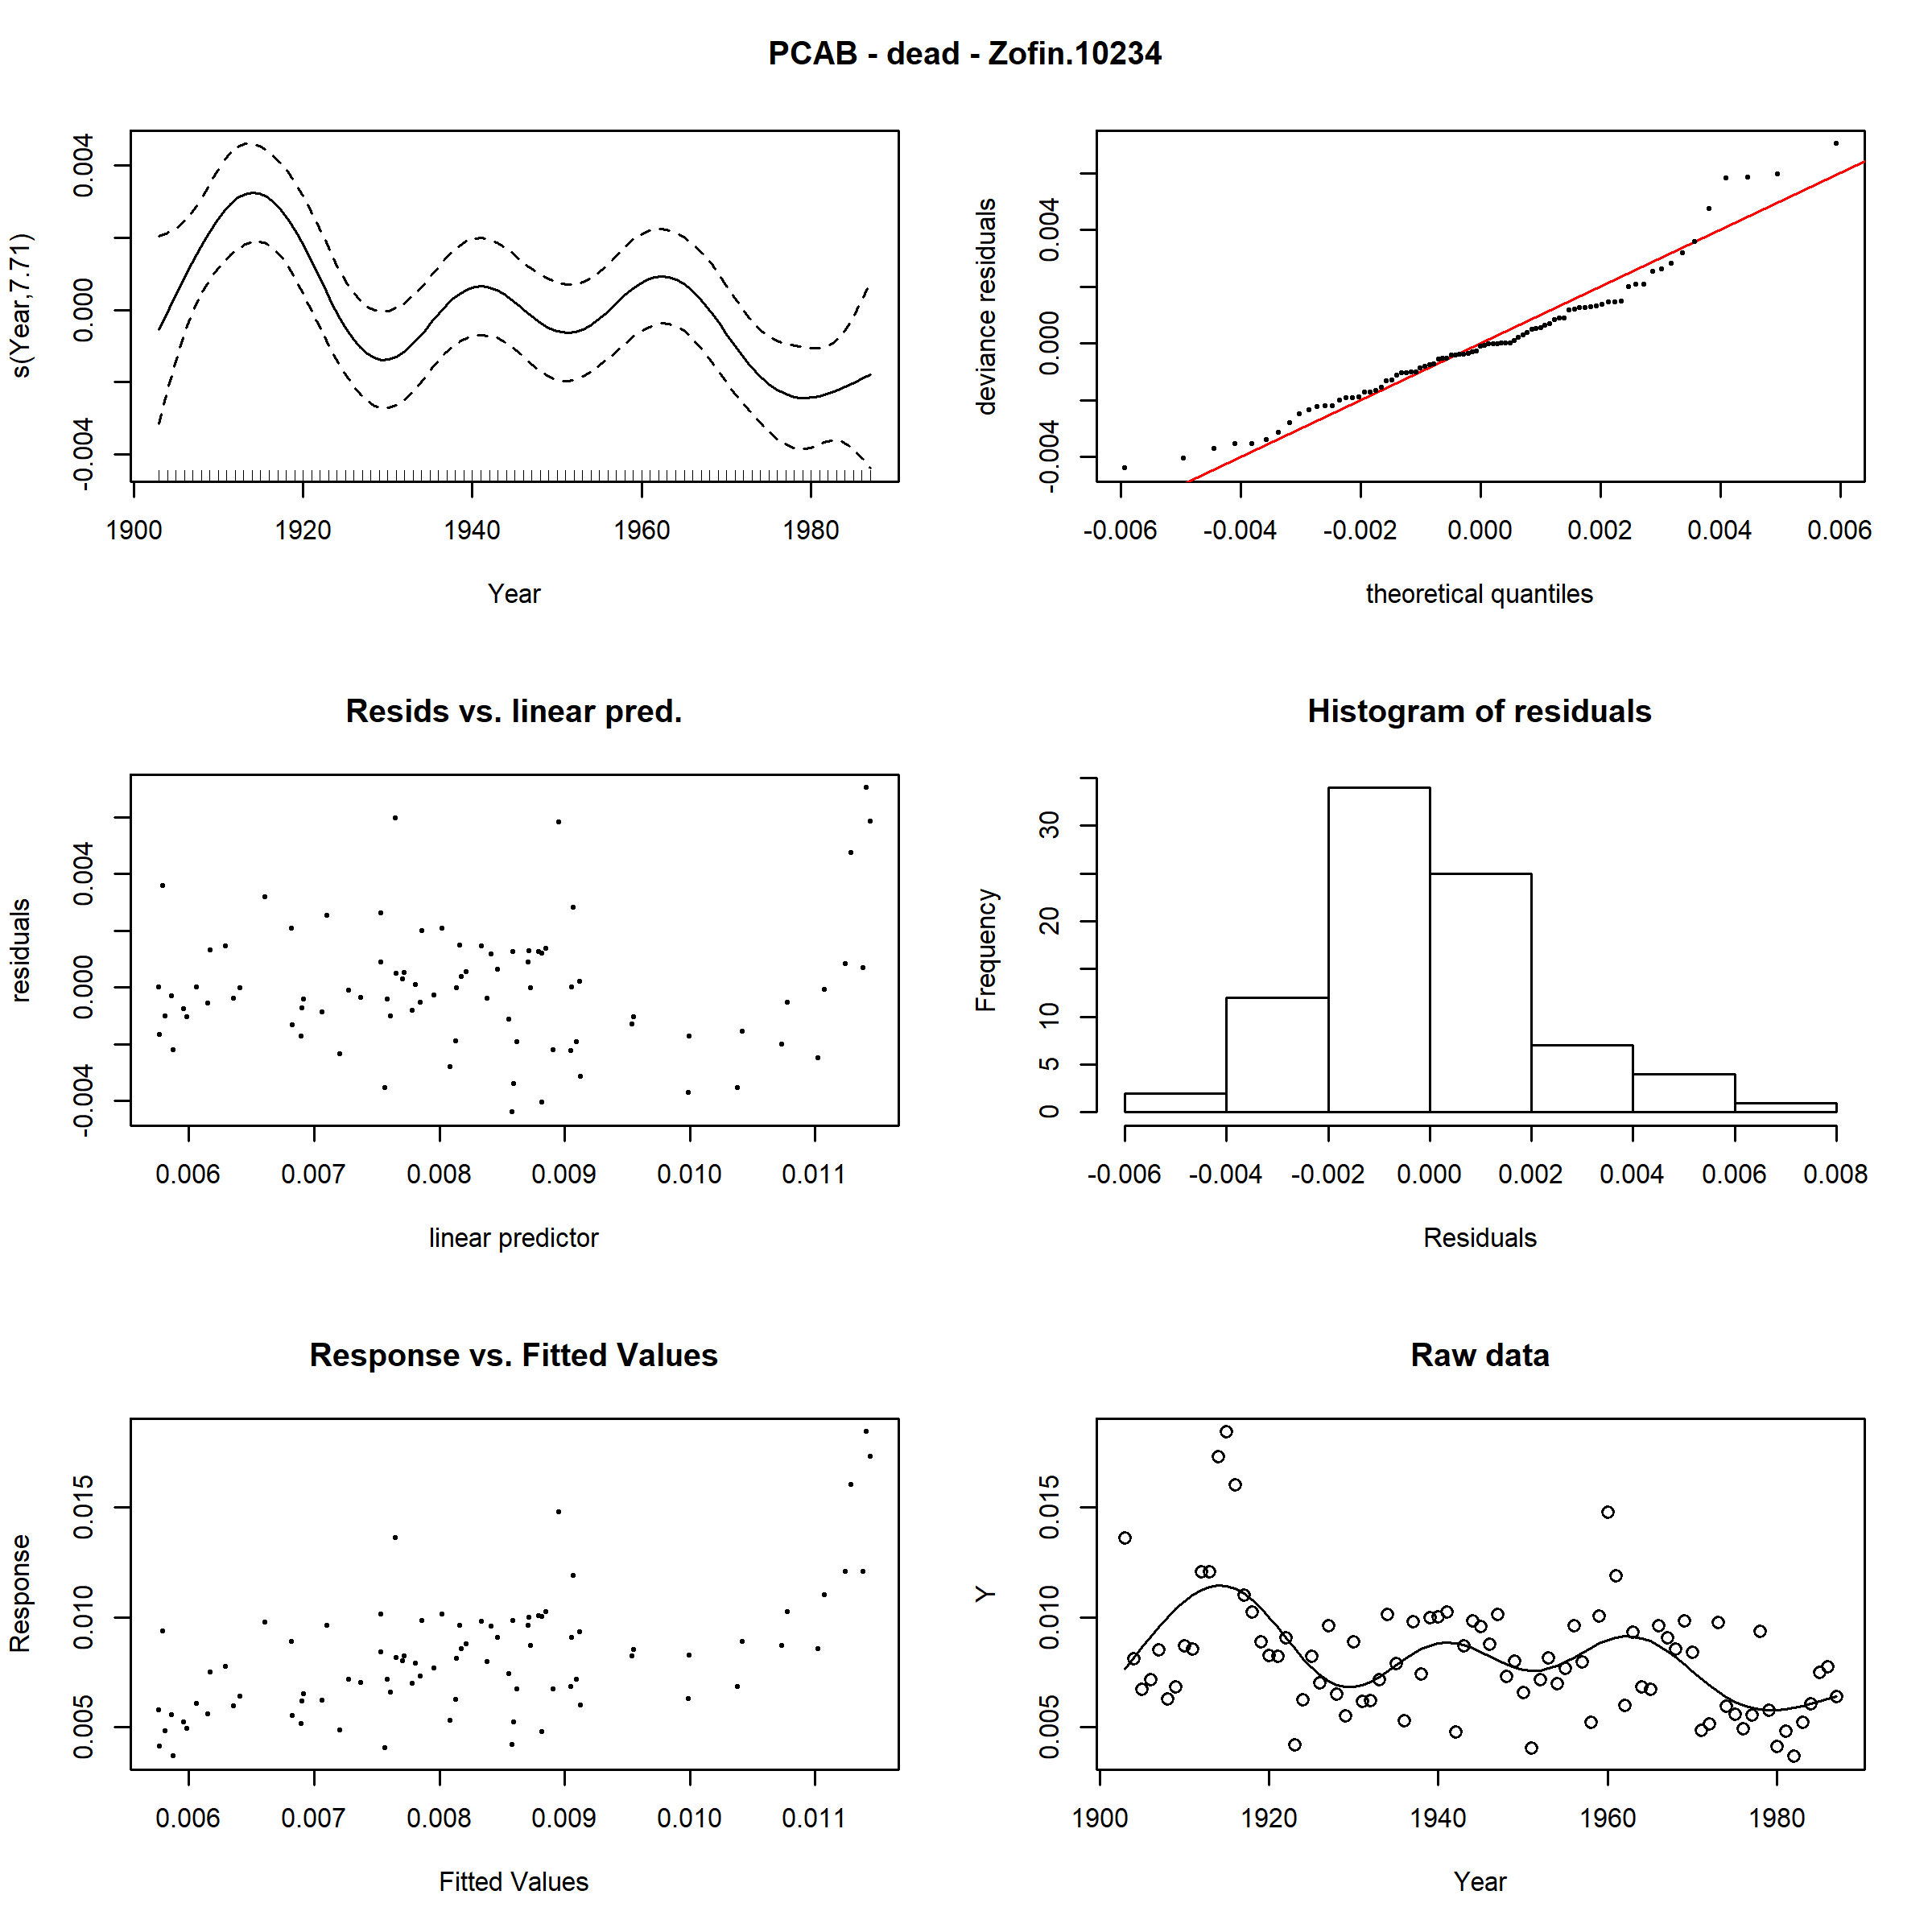 PCAB - dead - Zofin.10234
s(Year,7.71)
-0.004 0.000 0.004
1900 1920 1940 1960 1980
Year
deviance residuals
-0.004 0.000 0.004
-0.006 -0.004 -0.002 0.000 0.002 0.004 0.006
theoretical quantiles
Resids vs. linear pred.
residuals
-0.004 0.000 0.004
0.006 0.007 0.008 0.009 0.010 0.011
linear predictor
Histogram of residuals
Frequency
0 5 10 20 30
-0.006 -0.004 -0.002 0.000 0.002 0.004 0.006 0.008
Residuals
Response vs. Fitted Values
Response
0.005 0.010 0.015
0.006 0.007 0.008 0.009 0.010 0.011
Fitted Values
Raw data
Y
0.005 0.010 0.015
1900 1920 1940 1960 1980
Year